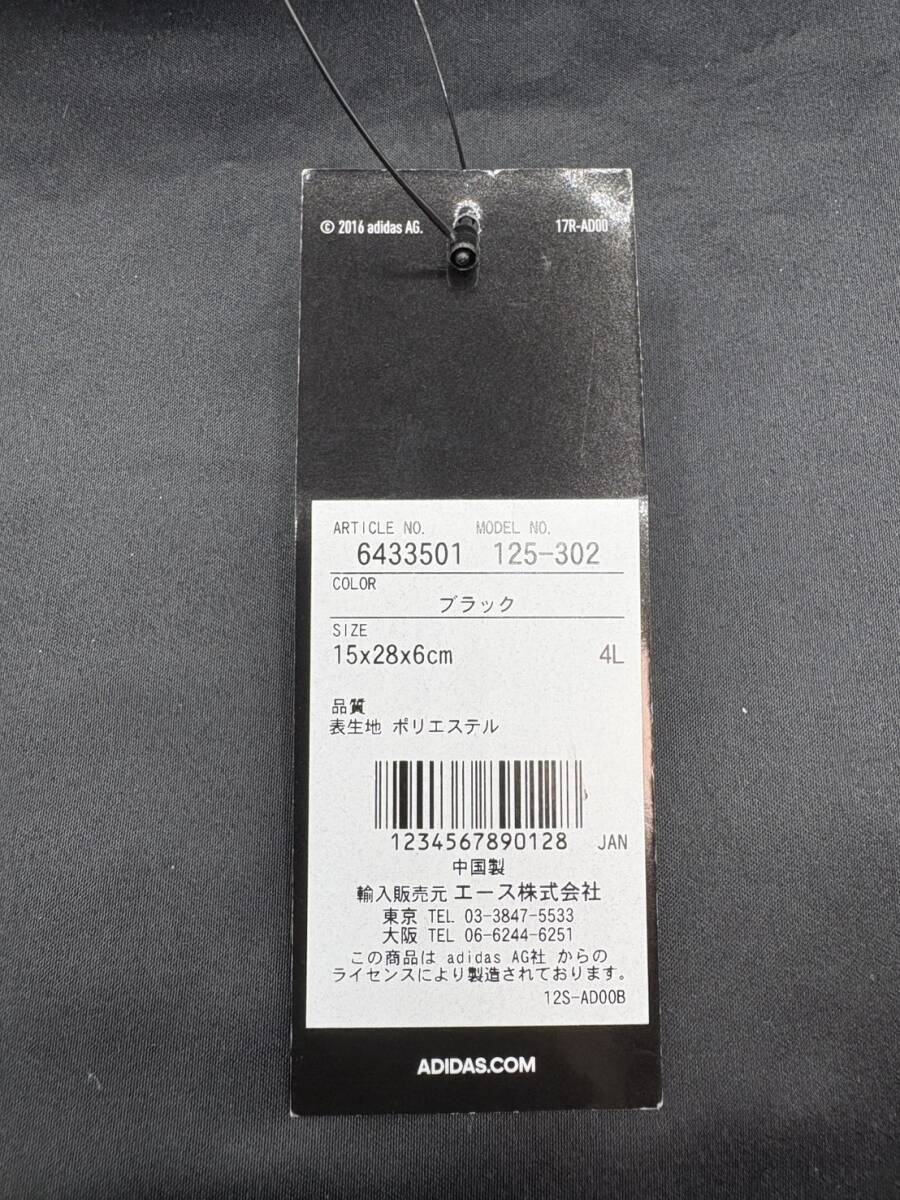 © 2016 adidas AG. 17R-AD00
ARTICLE NO. MODEL NO.
6433501 125-302
COLOR
ブラック
SIZE
15x28x6cm 4L
品質
表生地 ポリエステル
1234567890128 JAN
中国製
輸入販売元 エース株式会社
東京 TEL 03-3847-5533
大阪 TEL 06-6244-6251
この商品は adidas AG社 からの
ライセンスにより製造されております。
12S-AD00B
ADIDAS.COM